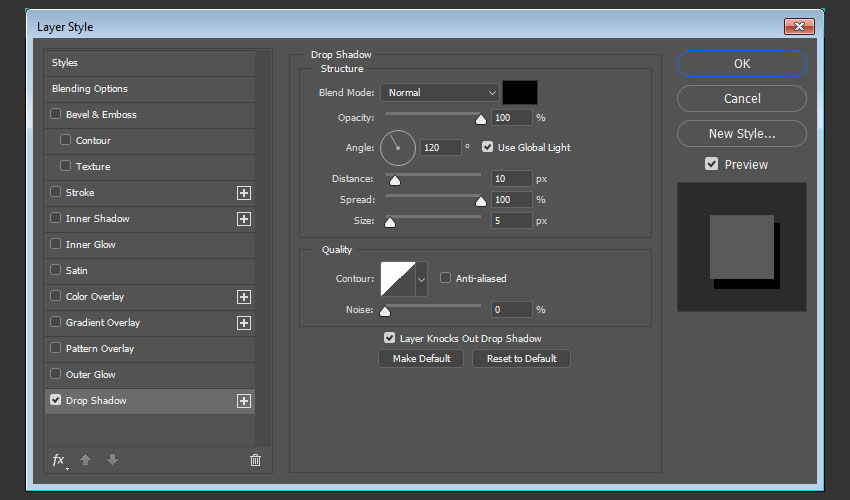 Layer Style
Styles
Blending Options
Bevel & Emboss
Contour
Texture
Stroke
Inner Shadow
Inner Glow
Satin
Color Overlay
Gradient Overlay
Pattern Overlay
Outer Glow
Drop Shadow
fx
Drop Shadow
Structure
Blend Mode: Normal
Opacity: 100 %
Angle: 120 ° Use Global Light
Distance: 10 px
Spread: 100 %
Size: 5 px
Quality
Contour: Anti-aliased
Noise: 0 %
Layer Knocks Out Drop Shadow
Make Default Reset to Default
OK
Cancel
New Style...
Preview